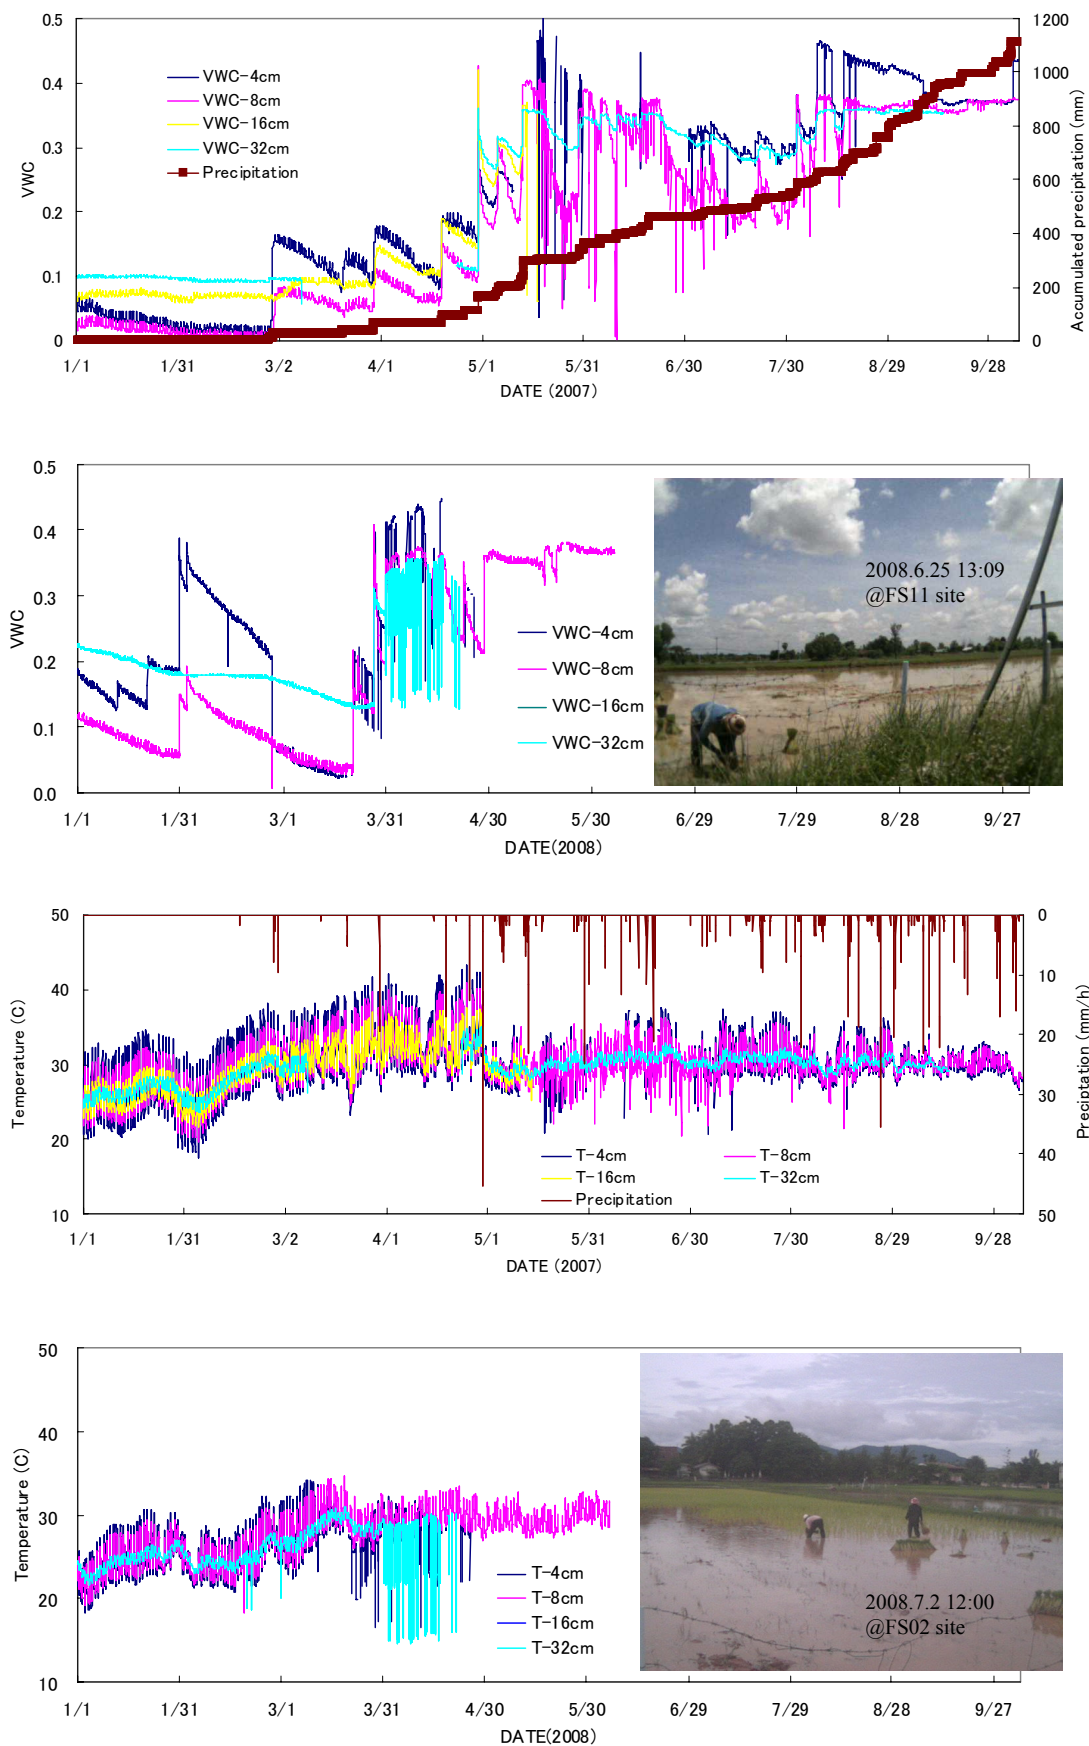 0.5
0.4
0.3
0.2
0.1
0
VWC
VWC-4cm
VWC-8cm
VWC-16cm
VWC-32cm
Precipitation
1200
1000
800
600
400
200
0
Accumulated precipitation (mm)
1/1 1/31 3/2 4/1 5/1 5/31 6/30 7/30 8/29 9/28
DATE (2007)
0.5
0.4
0.3
0.2
0.1
0.0
VWC
2008.6.25 13:09
@FS11 site
VWC-4cm
VWC-8cm
VWC-16cm
VWC-32cm
1/1 1/31 3/1 3/31 4/30 5/30 6/29 7/29 8/28 9/27
DATE(2008)
50
40
30
20
10
Temperature (C)
0
10
20
30
40
50
Preciptation (mm/h)
T-4cm T-8cm
T-16cm T-32cm
Precipitation
1/1 1/31 3/2 4/1 5/1 5/31 6/30 7/30 8/29 9/28
DATE (2007)
50
40
30
20
10
Temperature (C)
T-4cm
T-8cm
T-16cm
T-32cm
2008.7.2 12:00
@FS02 site
1/1 1/31 3/1 3/31 4/30 5/30 6/29 7/29 8/28 9/27
DATE(2008)